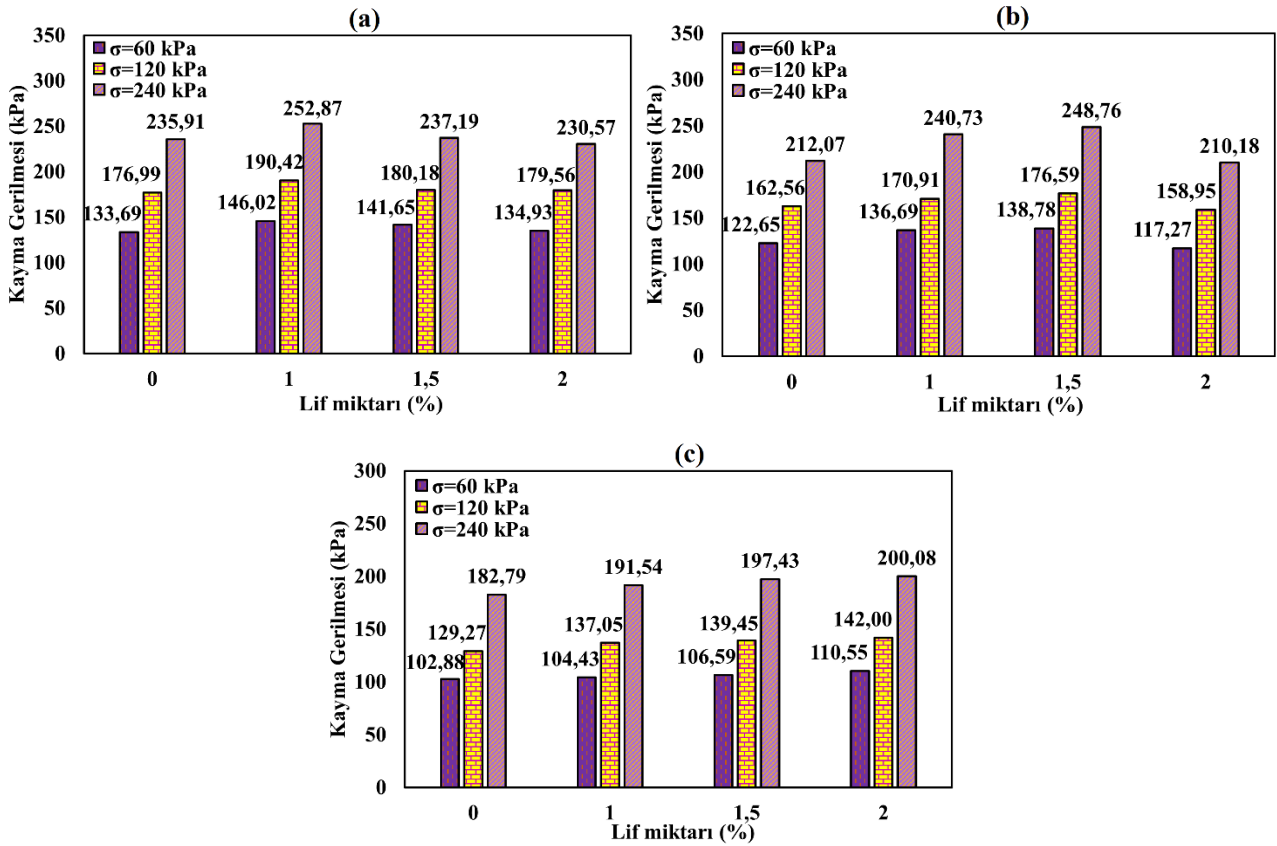 (a)
350
300
250
200
150
100
50
0
Kayma Gerilmesi (kPa)
σ=60 kPa
σ=120 kPa
σ=240 kPa
133,69
176,99
235,91
146,02
190,42
252,87
141,65
180,18
237,19
134,93
179,56
230,57
0 1 1,5 2
Lif miktarı (%)
(b)
350
300
250
200
150
100
50
0
Kayma Gerilmesi (kPa)
σ=60 kPa
σ=120 kPa
σ=240 kPa
122,65
162,56
212,07
136,69
170,91
240,73
138,78
176,59
248,76
117,27
158,95
210,18
0 1 1,5 2
Lif miktarı (%)
(c)
300
250
200
150
100
50
0
Kayma Gerilmesi (kPa)
σ=60 kPa
σ=120 kPa
σ=240 kPa
102,88
129,27
182,79
104,43
137,05
191,54
106,59
139,45
197,43
110,55
142,00
200,08
0 1 1,5 2
Lif miktarı (%)